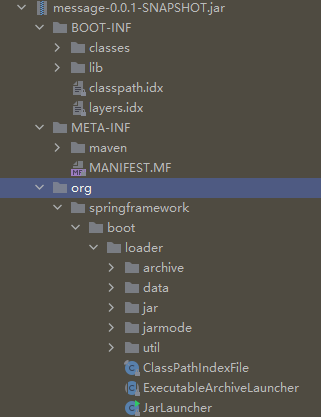 message-0.0.1-SNAPSHOT.jar
BOOT-INF
classes
lib
classpath.idx
layers.idx
META-INF
maven
MANIFEST.MF
org
springframework
boot
loader
archive
data
jar
jarmode
util
ClassPathIndexFile
ExecutableArchiveLauncher
JarLauncher